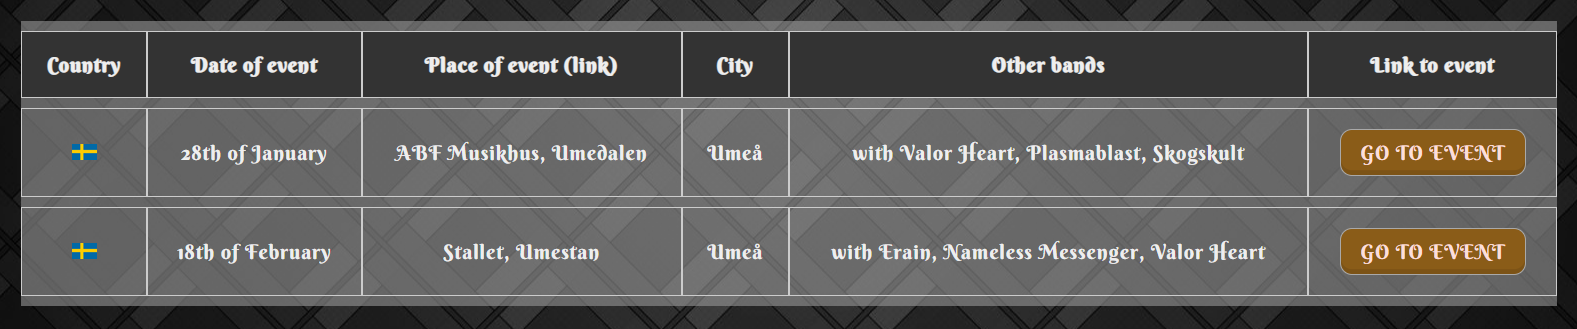 Country Date of event Place of event (link) City Other bands Link to event
28th of January ABF Musikhus, Umedalen Umeå with Valor Heart, Plasmablast, Skogskult GO TO EVENT
18th of February Stallet, Umestan Umeå with Erain, Nameless Messenger, Valor Heart GO TO EVENT